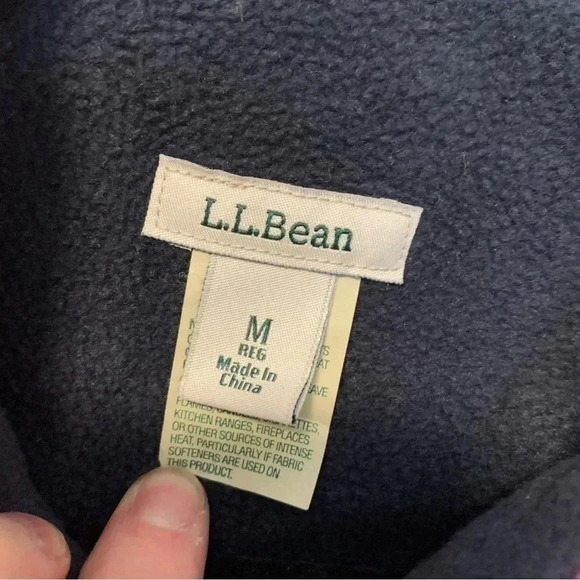 L.L.Bean
M
REG
Made In
China
KITCHEN RANGES, FIREPLACES
OR OTHER SOURCES OF INTENSE
HEAT, PARTICULARLY IF FABRIC
SOFTENERS ARE USED ON
THIS PRODUCT.